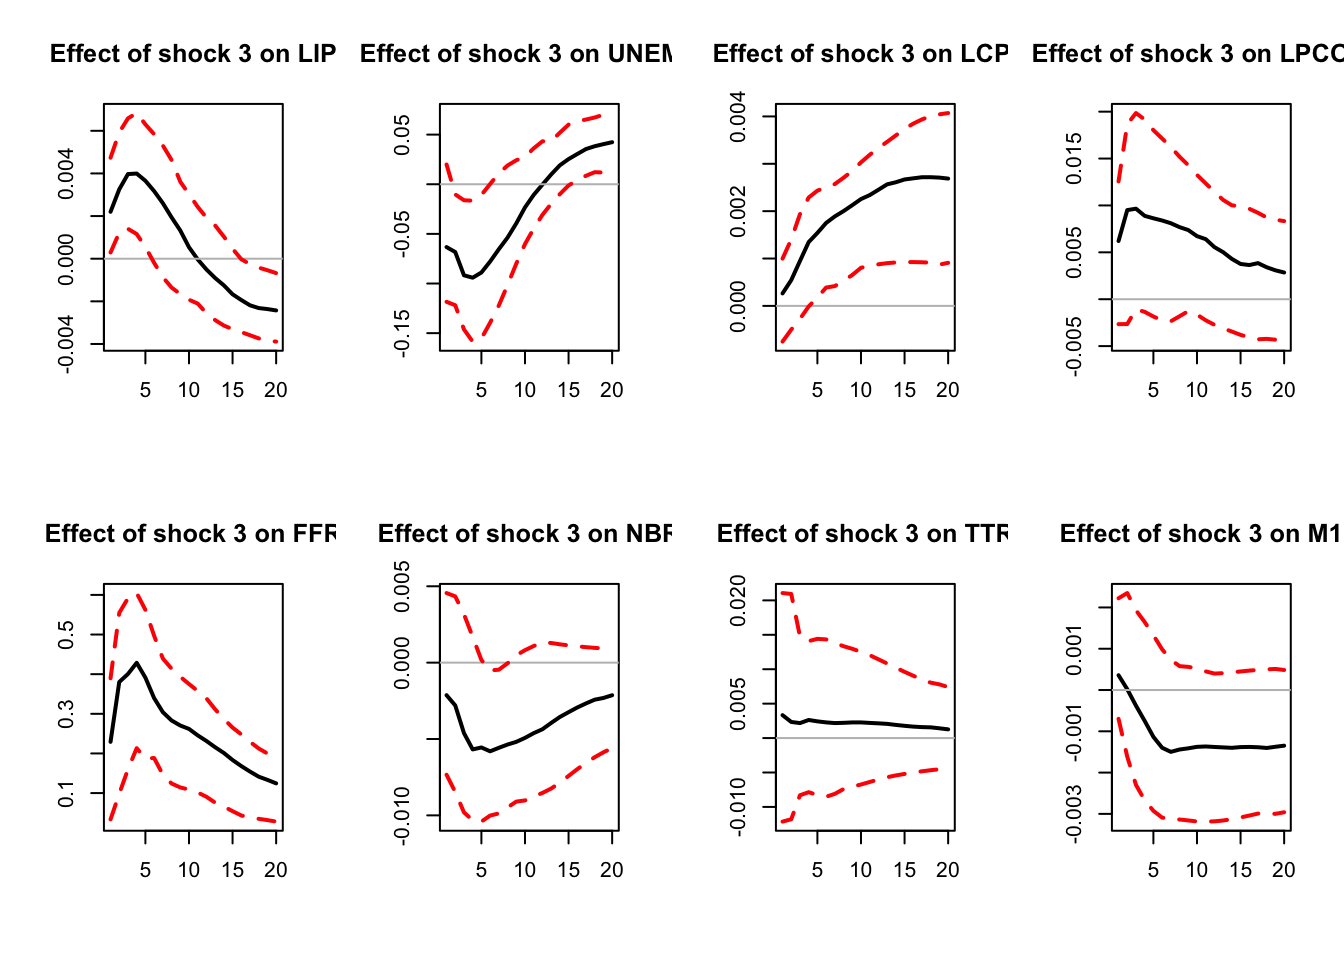 Effect of shock 3 on LIP
Effect of shock 3 on UNEM
Effect of shock 3 on LCP
Effect of shock 3 on LPCO
0.004
0.000
-0.004
5 10 15 20
0.05
-0.05
-0.15
5 10 15 20
0.004
0.002
0.000
5 10 15 20
0.015
0.005
-0.005
5 10 15 20
Effect of shock 3 on FFR
Effect of shock 3 on NBR
Effect of shock 3 on TTR
Effect of shock 3 on M1
0.5
0.3
0.1
5 10 15 20
0.005
0.000
-0.010
5 10 15 20
0.020
0.005
-0.010
5 10 15 20
0.001
-0.001
-0.003
5 10 15 20